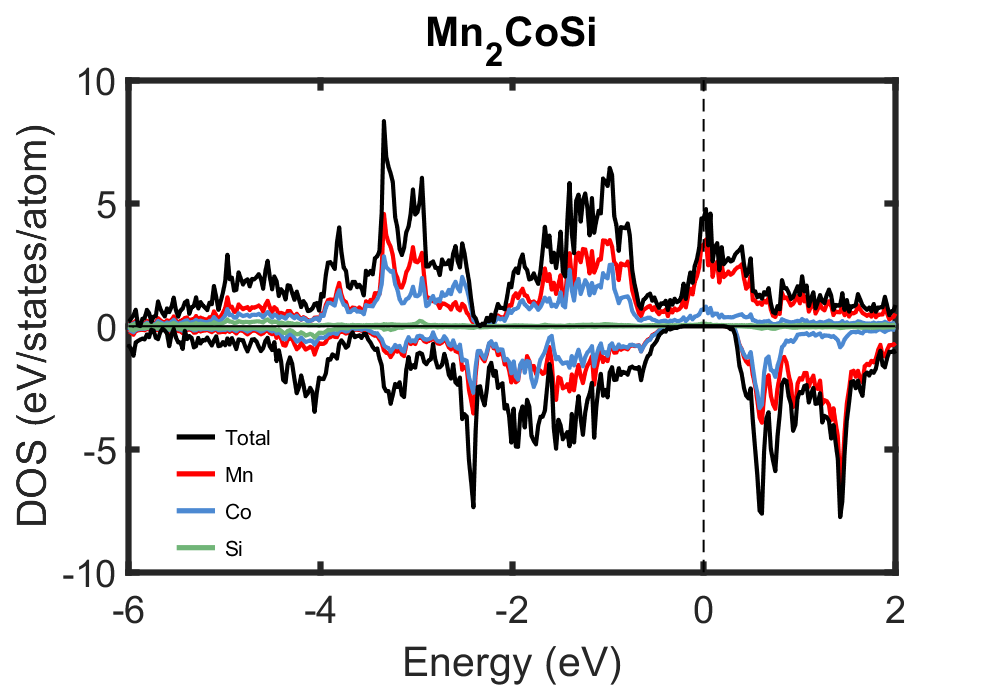 Mn₂CoSi
DOS (eV/states/atom)
10
5
0
-5
-10
Total
Mn
Co
Si
-6 -4 -2 0 2
Energy (eV)